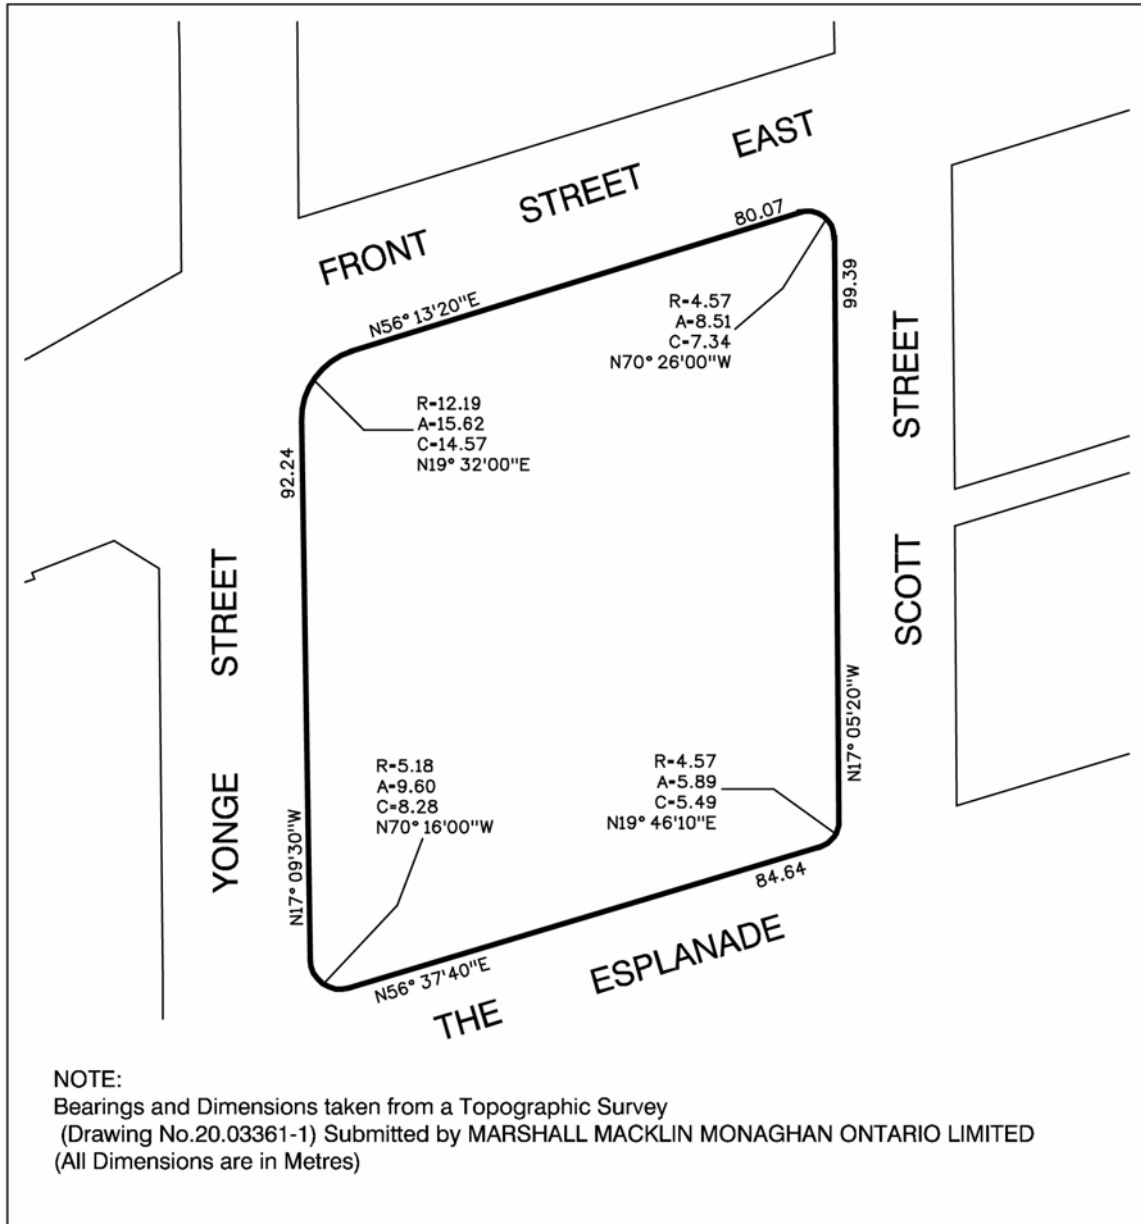 FRONT STREET EAST
80.07
N56° 13'20"E
99.39
R=4.57
A=8.51
C=7.34
N70° 26'00"W
R=12.19
A=15.62
C=14.57
N19° 32'00"E
92.24
YONGE STREET
SCOTT STREET
N17° 09'30"W
N17° 05'20"W
R=5.18
A=9.60
C=8.28
N70° 16'00"W
R=4.57
A=5.89
C=5.49
N19° 46'10"E
84.64
N56° 37'40"E
THE ESPLANADE
NOTE:
Bearings and Dimensions taken from a Topographic Survey
(Drawing No.20.03361-1) Submitted by MARSHALL MACKLIN MONAGHAN ONTARIO LIMITED
(All Dimensions are in Metres)